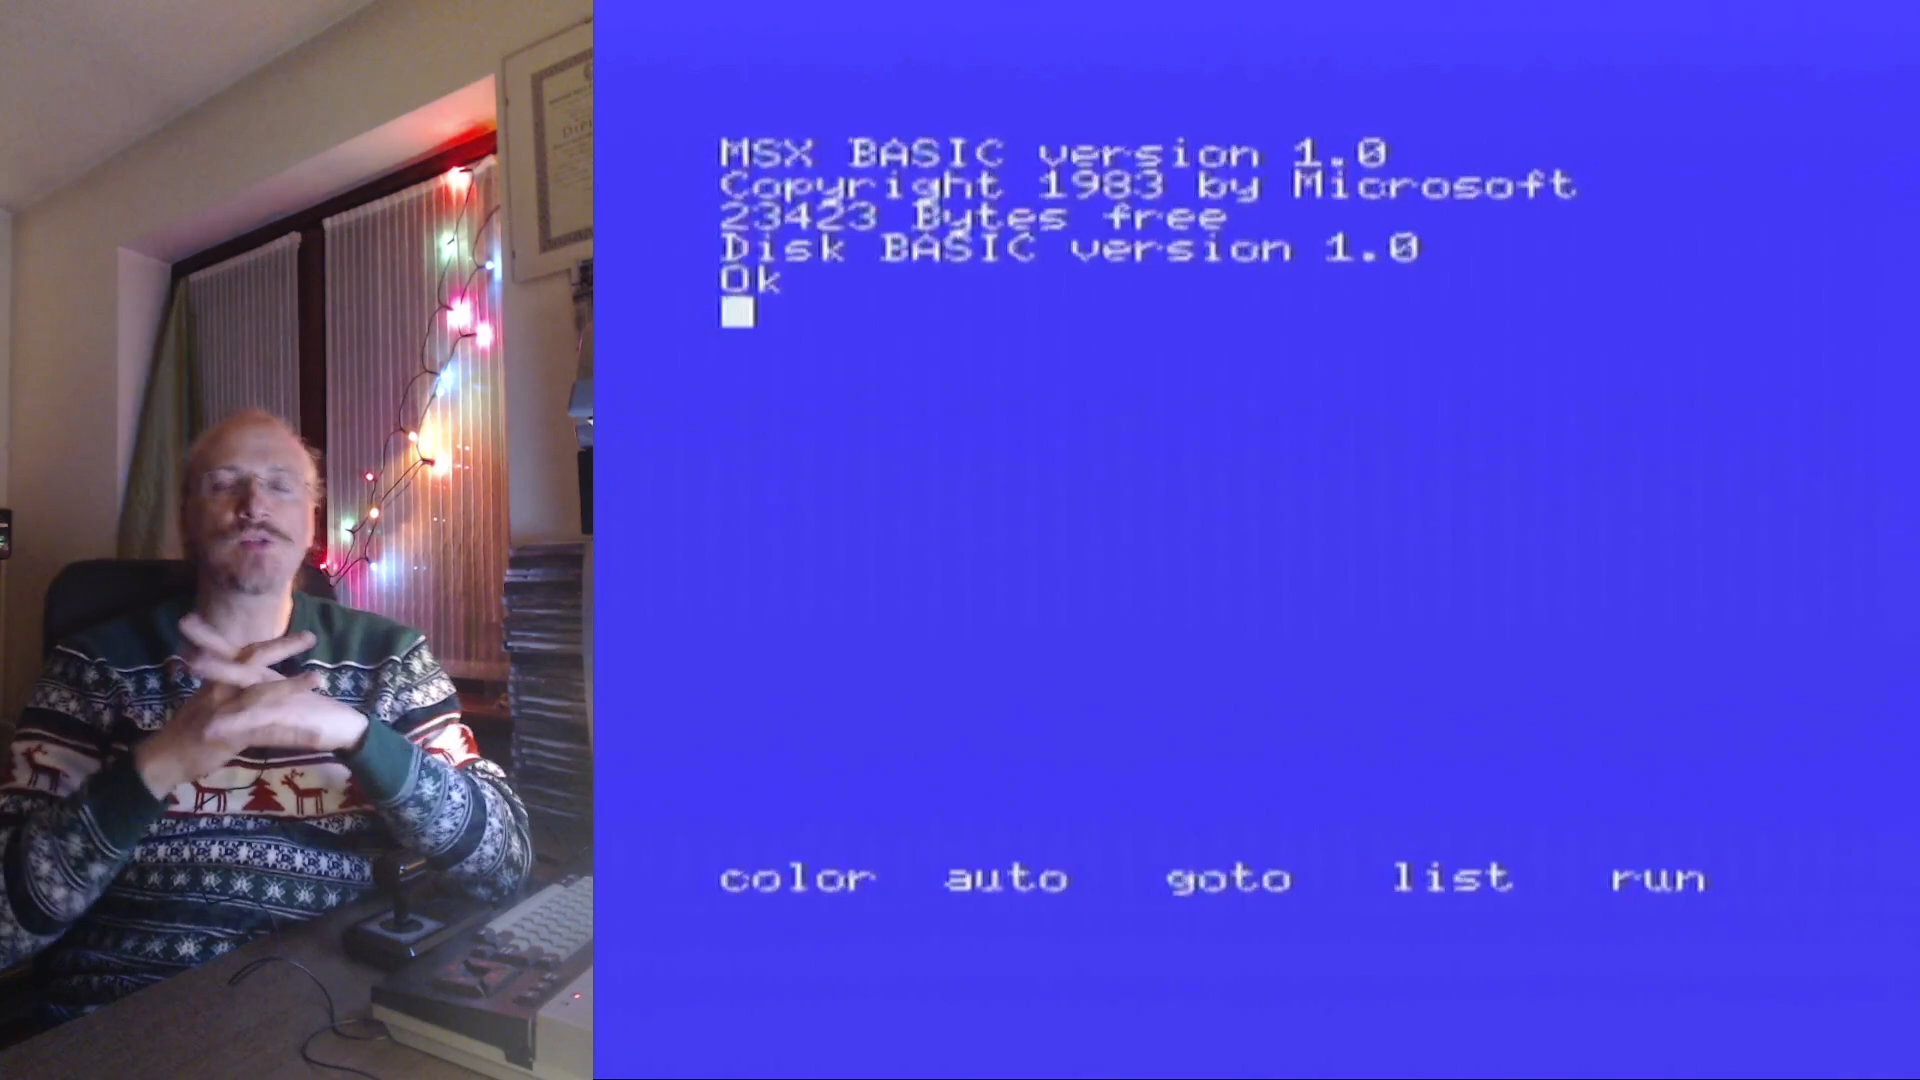 MSX BASIC version 1.0
Copyright 1983 by Microsoft
23423 Bytes free
Disk BASIC version 1.0
Ok
color auto goto list run